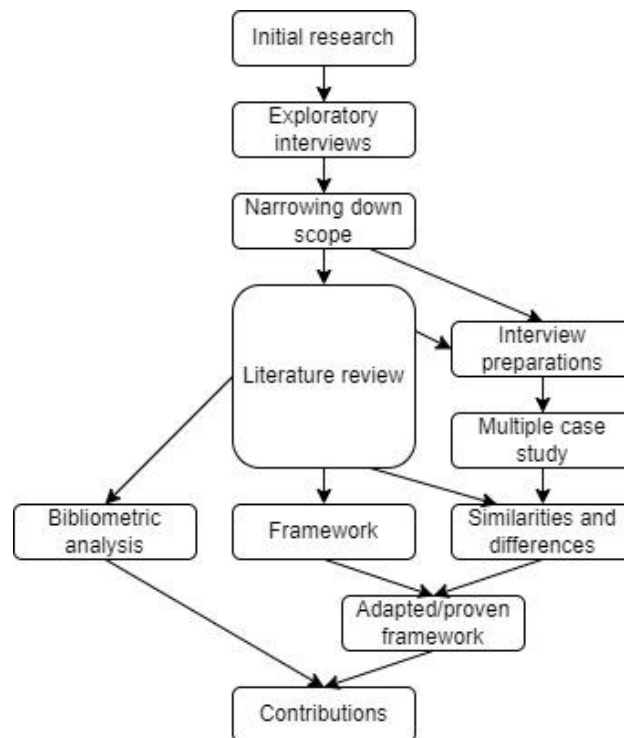 Initial research
Exploratory
interviews
Narrowing down
scope
Literature review
Interview
preparations
Multiple case
study
Bibliometric
analysis
Framework
Similarities and
differences
Adapted/proven
framework
Contributions